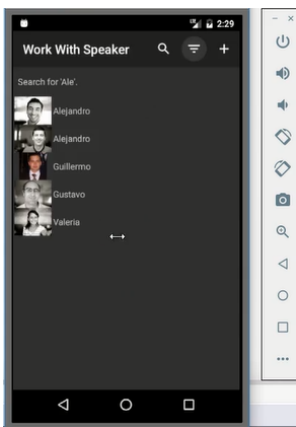 2:29
Work With Speaker
Search for 'Ale'.
Alejandro
Alejandro
Guillermo
Gustavo
Valeria